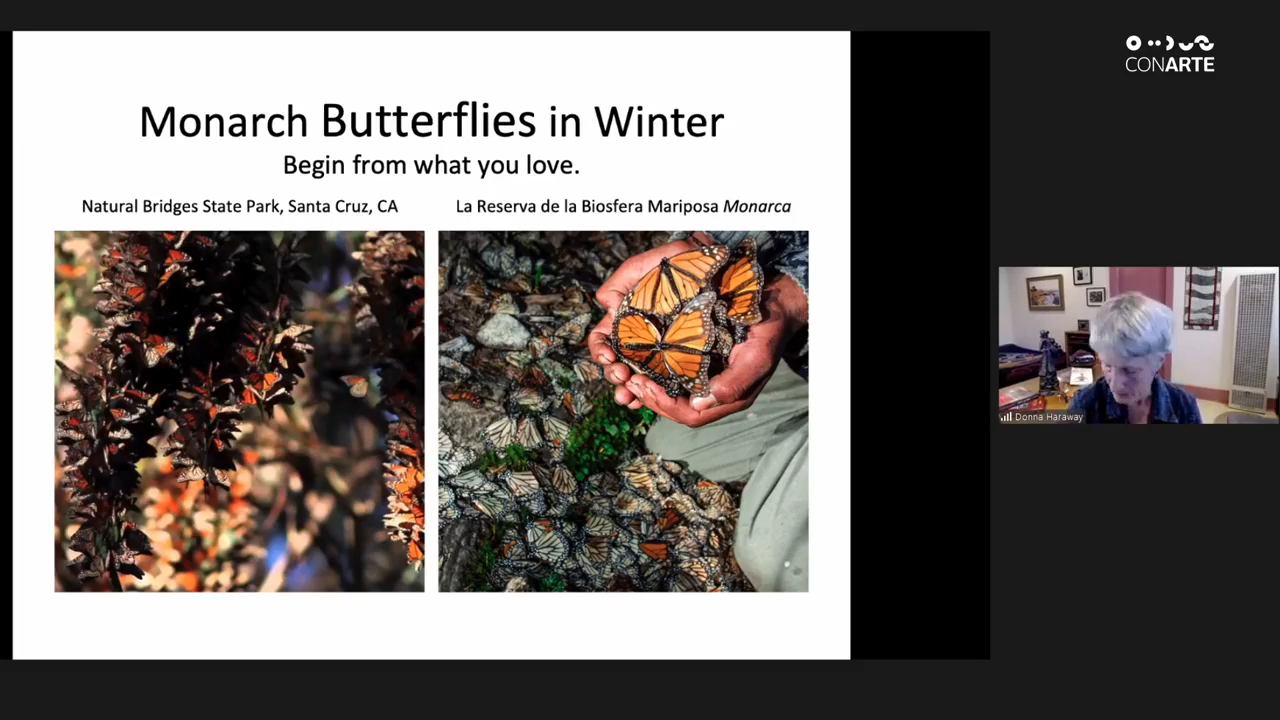 CONARTE
Monarch Butterflies in Winter
Begin from what you love.
Natural Bridges State Park, Santa Cruz, CA
La Reserva de la Biosfera Mariposa Monarca
Donna Haraway